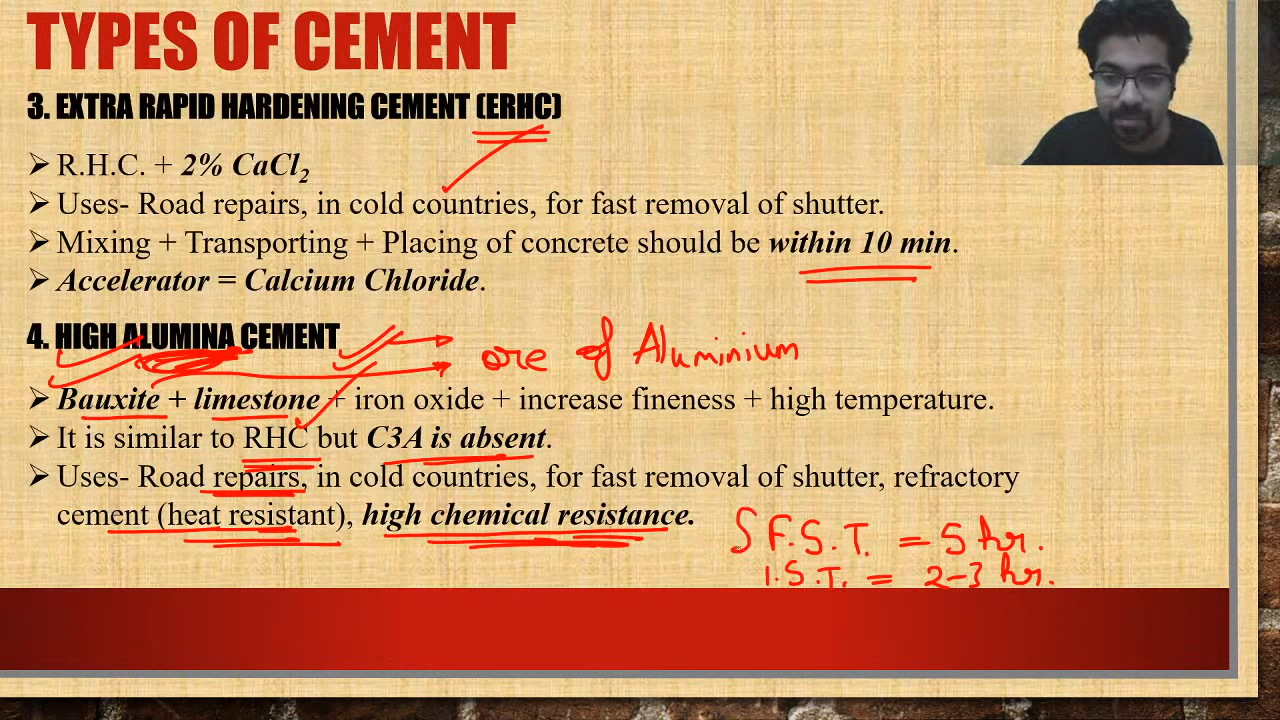 TYPES OF CEMENT
3. EXTRA RAPID HARDENING CEMENT (ERHC)
➢ R.H.C. + 2% CaCl₂
➢ Uses- Road repairs, in cold countries, for fast removal of shutter.
➢ Mixing + Transporting + Placing of concrete should be within 10 min.
➢ Accelerator = Calcium Chloride.
4. HIGH ALUMINA CEMENT
ore of Aluminium
➢ Bauxite + limestone + iron oxide + increase fineness + high temperature.
➢ It is similar to RHC but C3A is absent.
➢ Uses- Road repairs, in cold countries, for fast removal of shutter, refractory
cement (heat resistant), high chemical resistance.
F.S.T. = 5 hr.
I.S.T. = 2-3 hr.